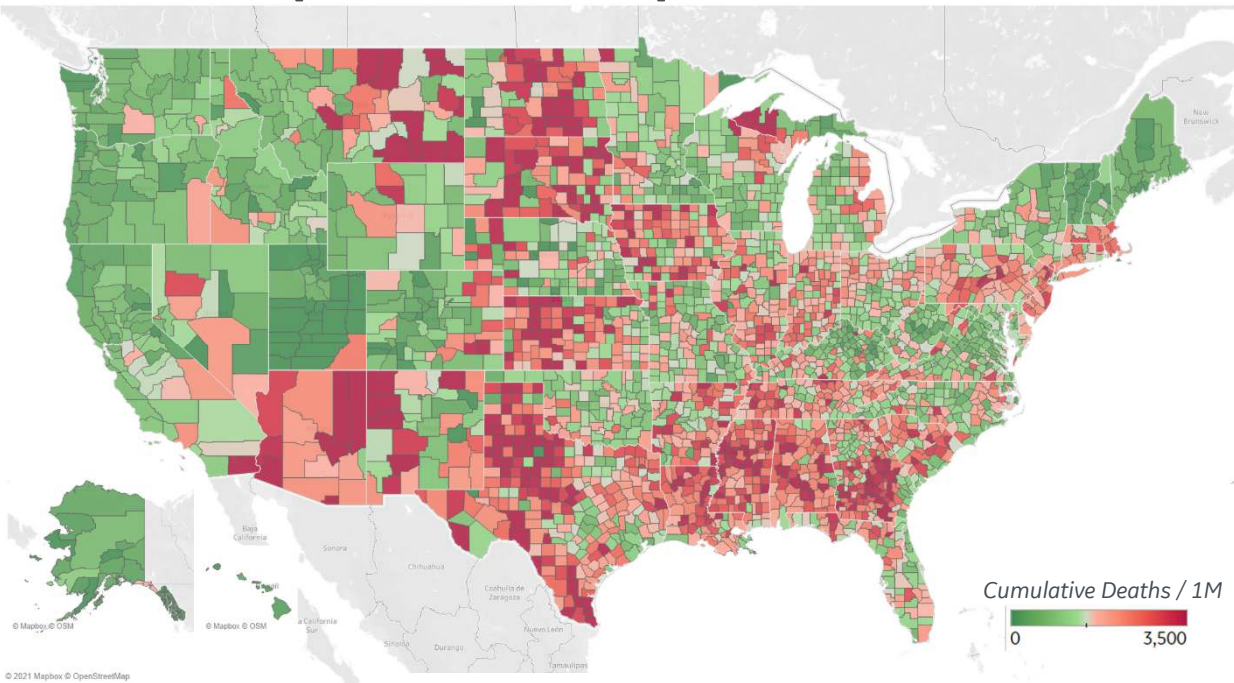 New
Brunswick
Baja
California
Sonora
Chihuahua
Coahuila de
Zaragoza
Cumulative Deaths / 1M
0
3,500
© Mapbox © OSM
© Mapbox © OSM
a California
Sur
Sinaloa
Durango
Nuevo León
Tamaulipas
© 2021 Mapbox © OpenStreetMap